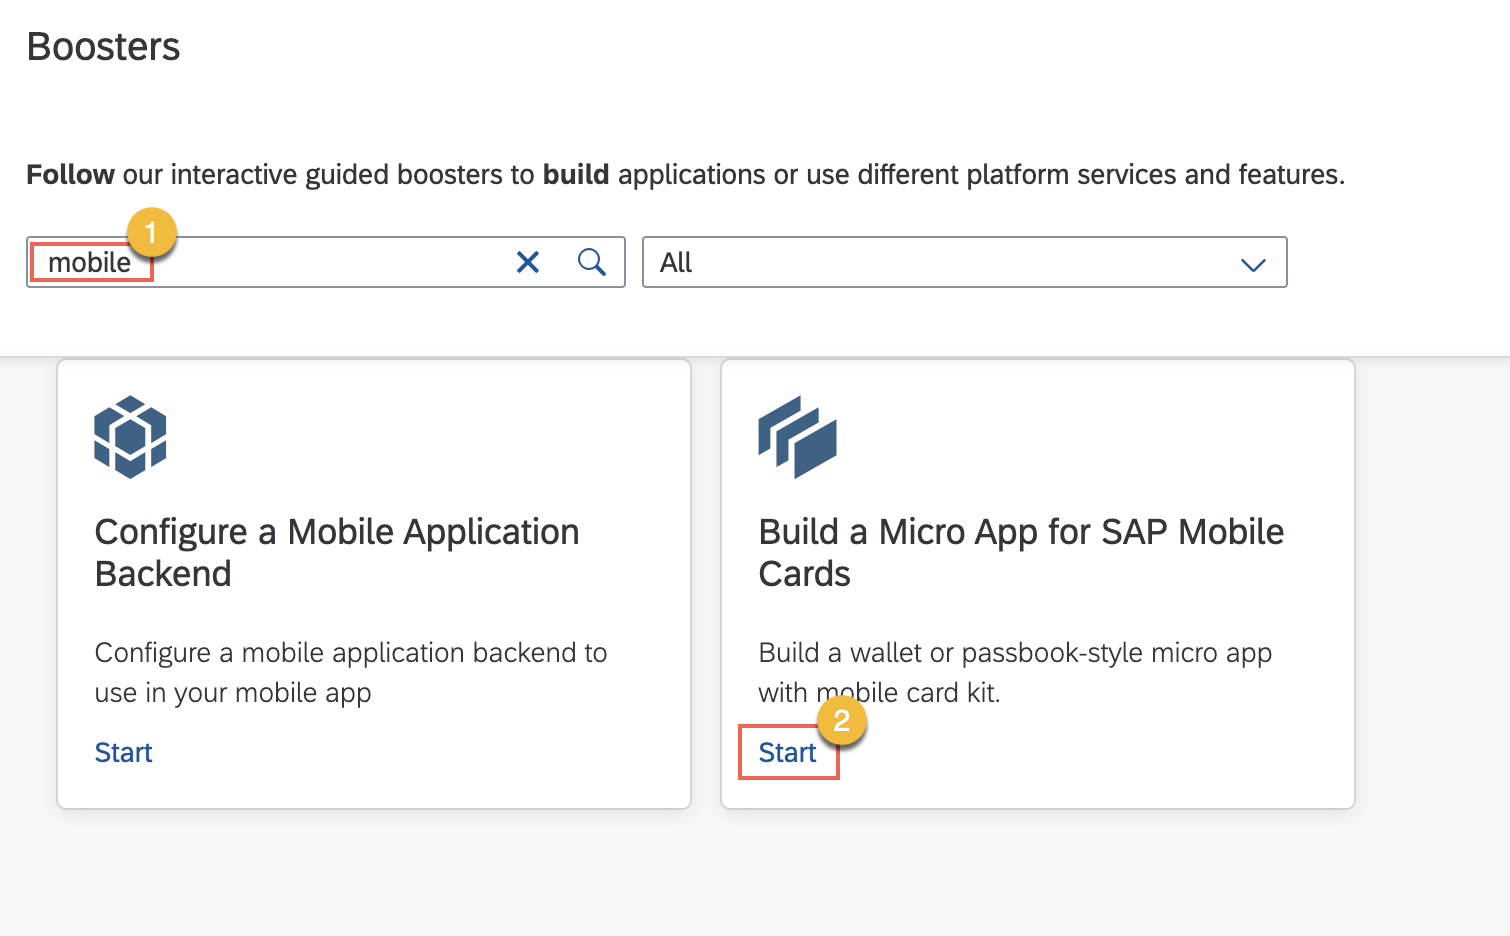 Boosters
Follow our interactive guided boosters to build applications or use different platform services and features.
1
mobile
All
Configure a Mobile Application
Backend
Configure a mobile application backend to
use in your mobile app
Start
Build a Micro App for SAP Mobile
Cards
Build a wallet or passbook-style micro app
with mobile card kit.
2
Start